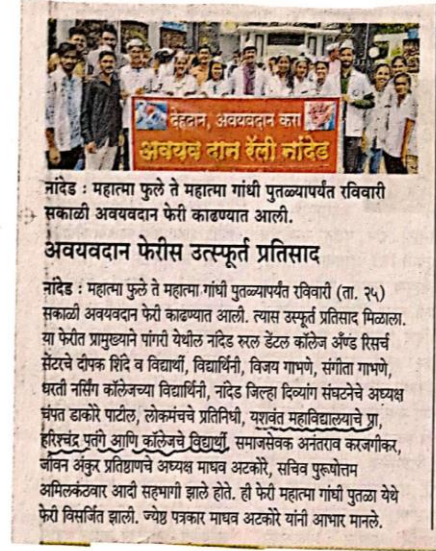 देहदान, अवयवदान करा
अवयव दान रॅली नांदेड
नांदेड : महात्मा फुले ते महात्मा गांधी पुतळ्यापर्यंत रविवारी
सकाळी अवयवदान फेरी काढण्यात आली.
अवयवदान फेरीस उत्स्फूर्त प्रतिसाद
नांदेड : महात्मा फुले ते महात्मा गांधी पुतळ्यापर्यंत रविवारी (ता. २५)
सकाळी अवयवदान फेरी काढण्यात आली. त्यास उस्फूर्त प्रतिसाद मिळाला.
या फेरीत प्रामुख्याने पांगरी येथील नांदेड रुरल डेंटल कॉलेज अँण्ड रिसर्च
सेंटरचे दीपक शिंदे व विद्यार्थी, विद्यार्थिनी, विजय गाभणे, संगीता गाभणे,
धरती नर्सिंग कॉलेजच्या विद्यार्थिनी, नांदेड जिल्हा दिव्यांग संघटनेचे अध्यक्ष
चंपत डाकोरे पाटील, लोकमंचचे प्रतिनिधी, यशवंत महाविद्यालयाचे प्रा.
हरिश्चंद्र पतंगे आणि कॉलेजचे विद्यार्थी, समाजसेवक अनंतराव करजगीकर,
जीवन अंकुर प्रतिष्ठाणचे अध्यक्ष माधव अटकोरे, सचिव पुरूषोत्तम
अमिलकंठवार आदी सहभागी झाले होते. ही फेरी महात्मा गांधी पुतळा येथे
फेरी विसर्जित झाली. ज्येष्ठ पत्रकार माधव अटकोरे यांनी आभार मानले.